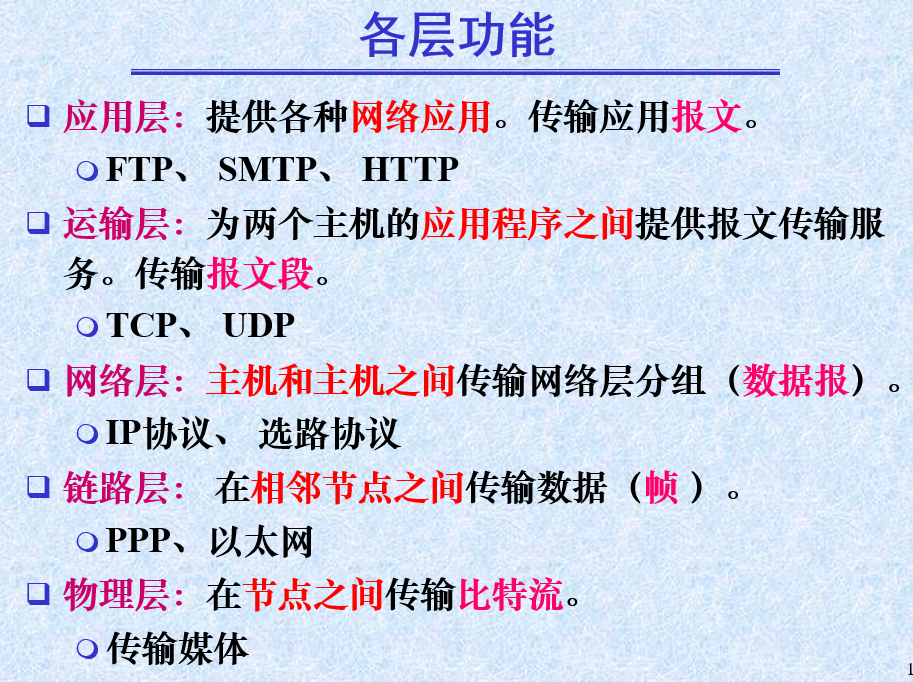 各层功能
应用层：提供各种网络应用。传输应用报文。
FTP、 SMTP、 HTTP
运输层：为两个主机的应用程序之间提供报文传输服
务。传输报文段。
TCP、 UDP
网络层：主机和主机之间传输网络层分组（数据报）。
IP协议、 选路协议
链路层： 在相邻节点之间传输数据（帧 ）。
PPP、以太网
物理层：在节点之间传输比特流。
传输媒体
1